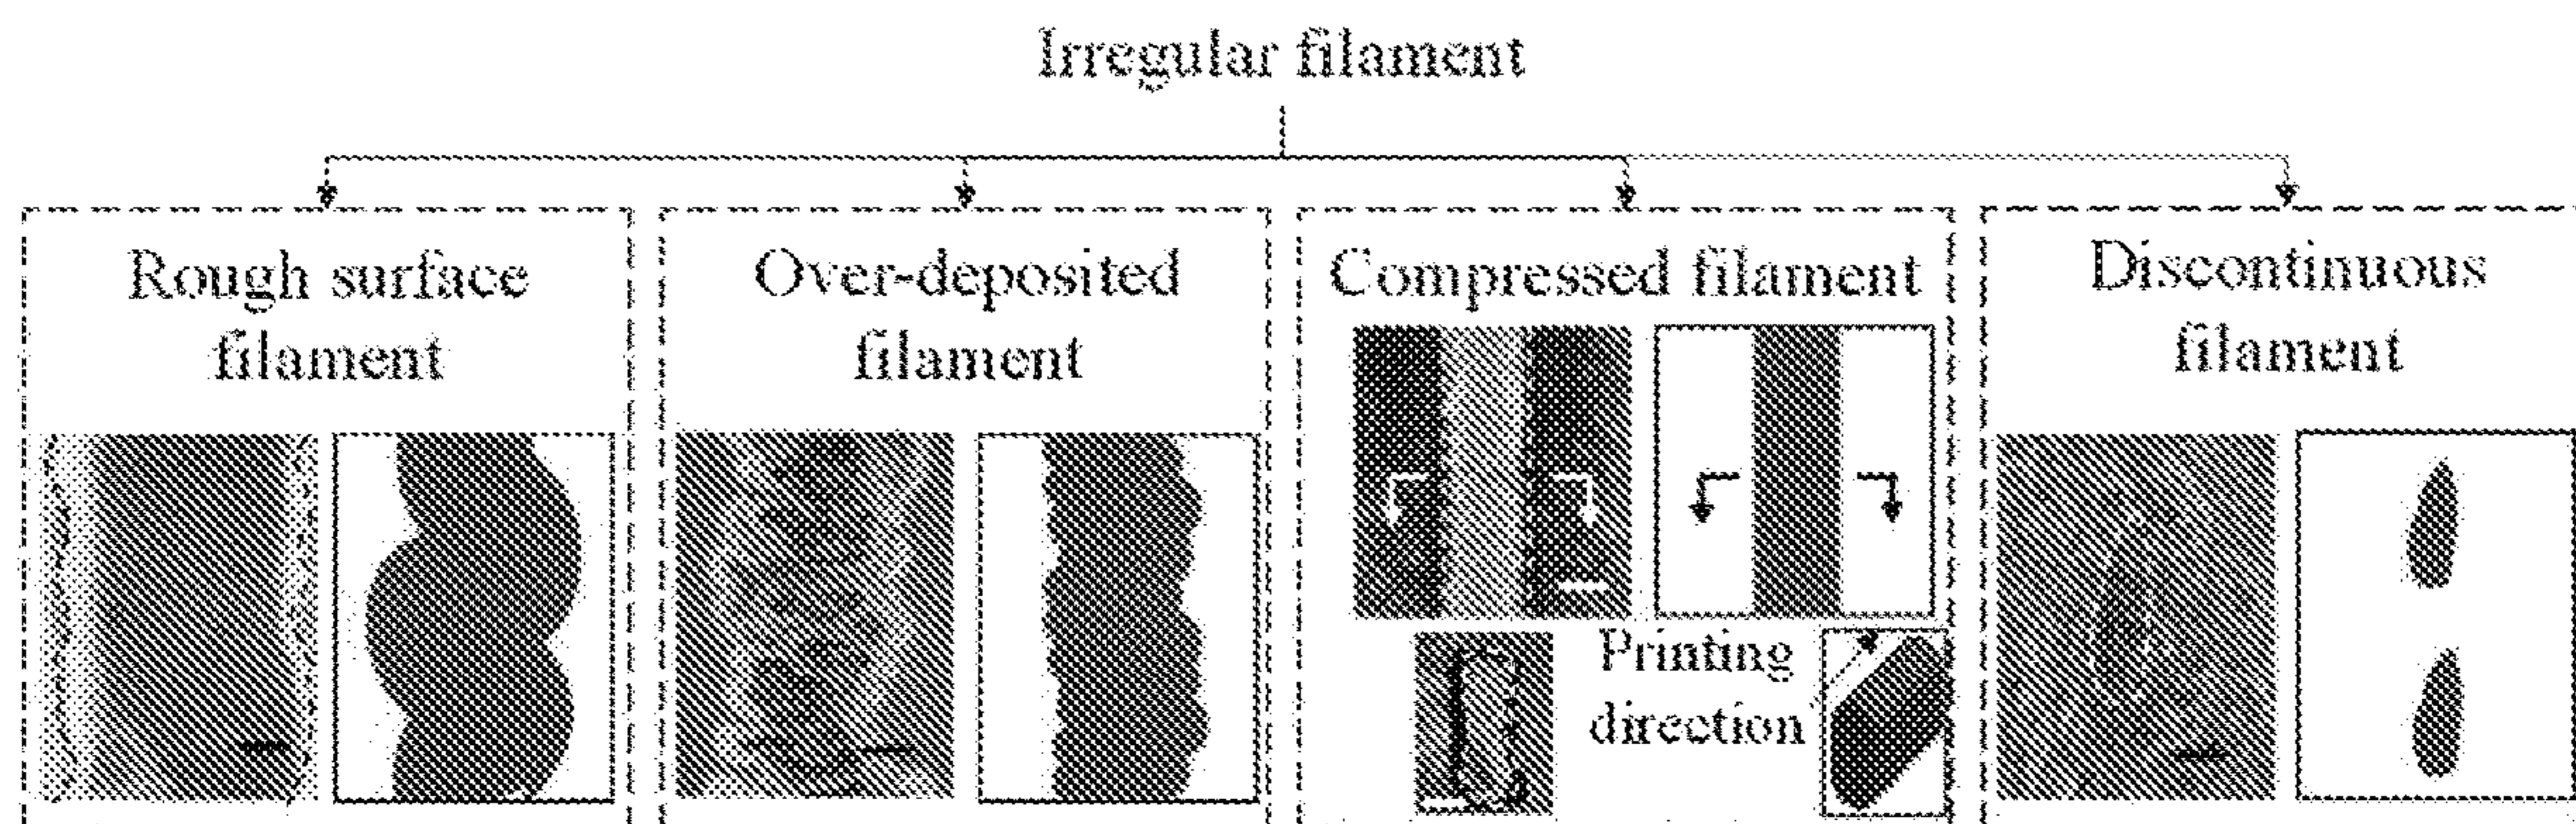 Irregular filament
Rough surface
filament
Over-deposited
filament
Compressed filament
Printing
direction
Discontinuous
filament